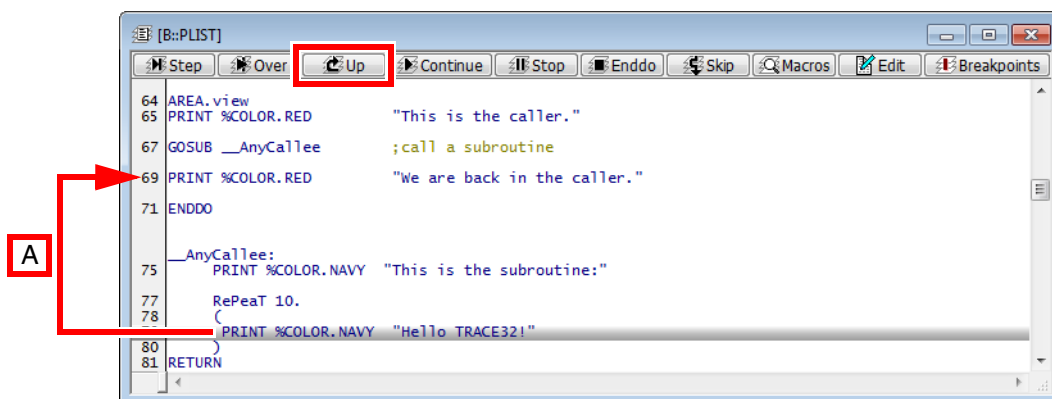 [B::PLIST]
Step Over Up Continue Stop Enddo Skip Macros Edit Breakpoints
64 AREA.view
65 PRINT %COLOR.RED "This is the caller."
67 GOSUB __AnyCallee ;call a subroutine
69 PRINT %COLOR.RED "We are back in the caller."
71 ENDDO
A
__AnyCallee:
75 PRINT %COLOR.NAVY "This is the subroutine:"
77 RePeaT 10.
78 (
PRINT %COLOR.NAVY "Hello TRACE32!"
80 )
81 RETURN